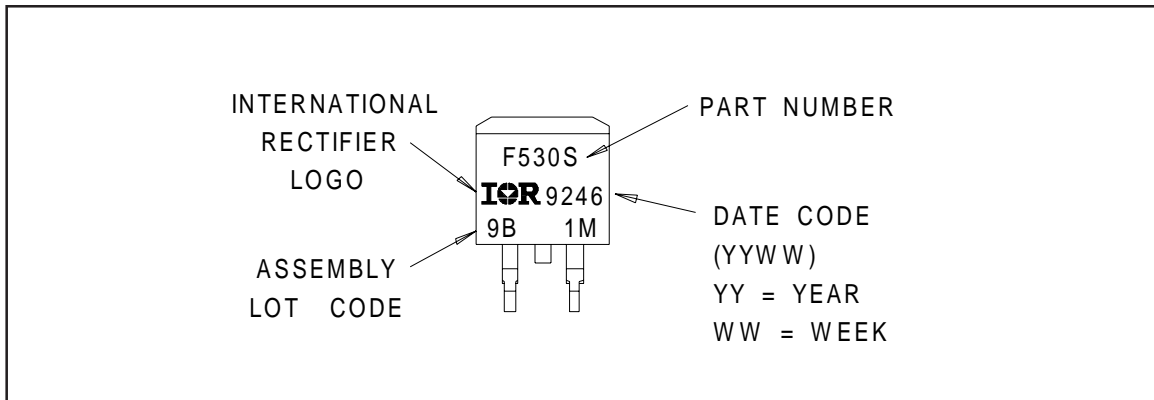 INTERNATIONAL
RECTIFIER
LOGO
ASSEMBLY
LOT CODE
F530S
IOR 9246
9B 1M
PART NUMBER
DATE CODE
(YYWW)
YY = YEAR
WW = WEEK